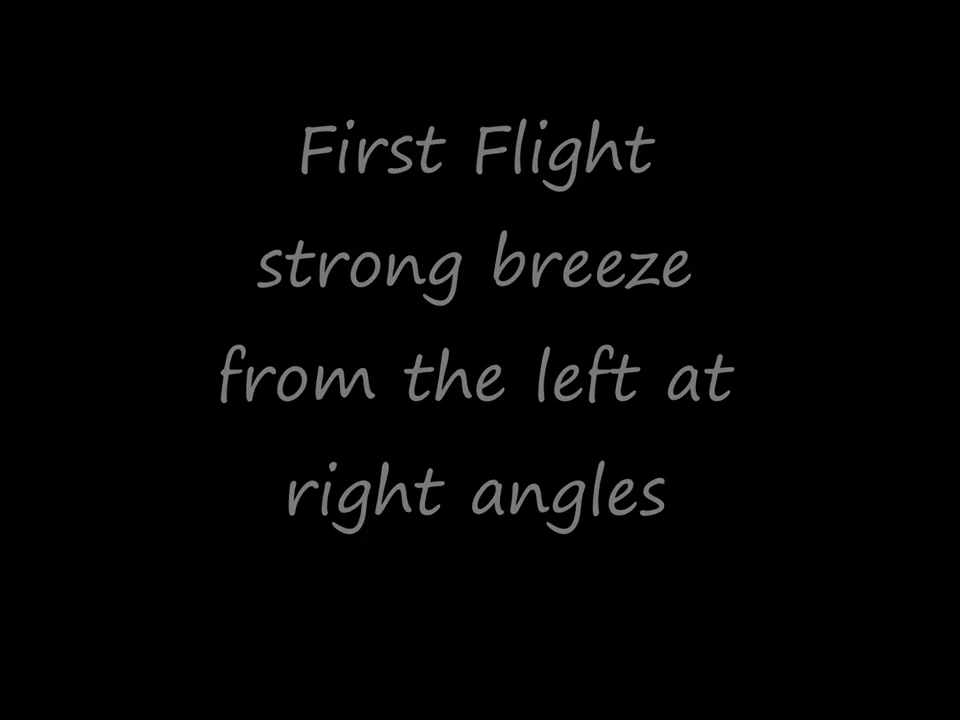 First Flight
strong breeze
from the left at
right angles